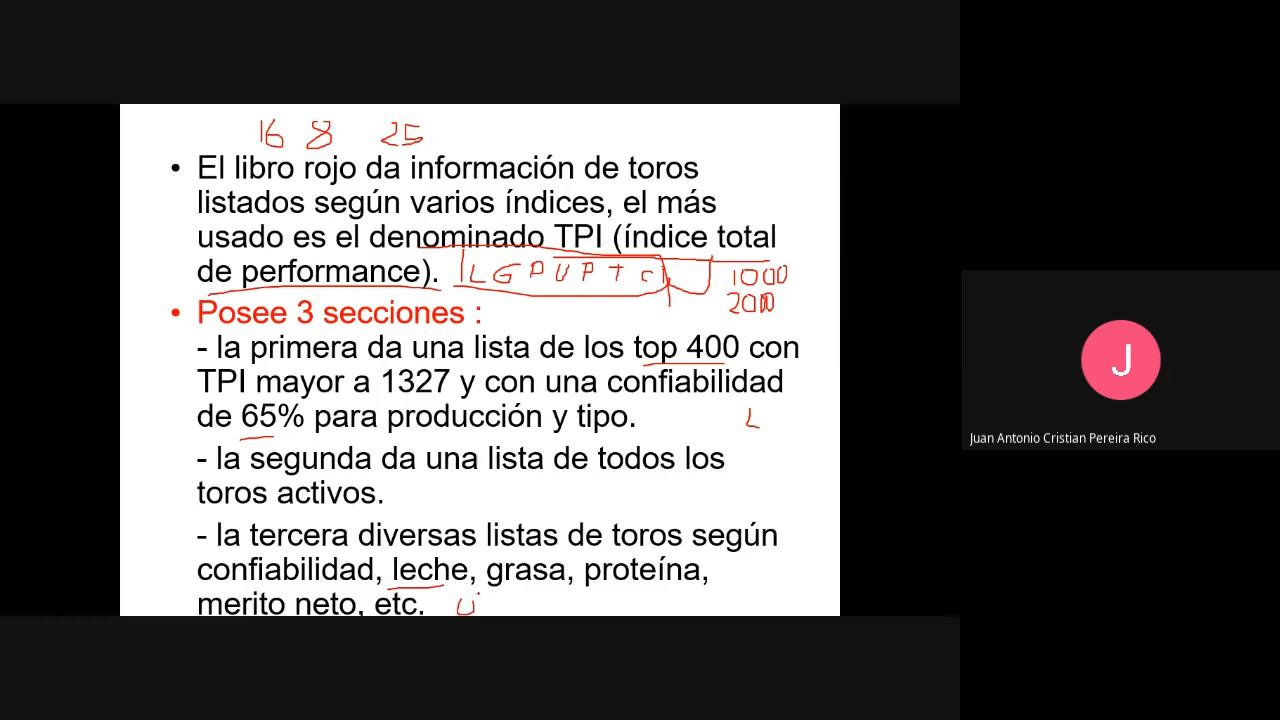 16 8 25
• El libro rojo da información de toros
listados según varios índices, el más
usado es el denominado TPI (índice total
de performance). L G P U P T C 1000
2000
• Posee 3 secciones :
- la primera da una lista de los top 400 con
TPI mayor a 1327 y con una confiabilidad
de 65% para producción y tipo. L
- la segunda da una lista de todos los
toros activos.
- la tercera diversas listas de toros según
confiabilidad, leche, grasa, proteína,
merito neto, etc.
J
Juan Antonio Cristian Pereira Rico